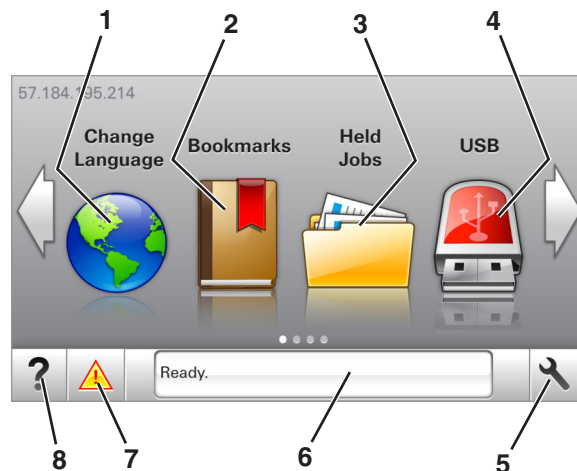 1 2 3 4
57.184.195.214
Change
Language
Bookmarks
Held
Jobs
USB
?
Ready.
8 7 6 5